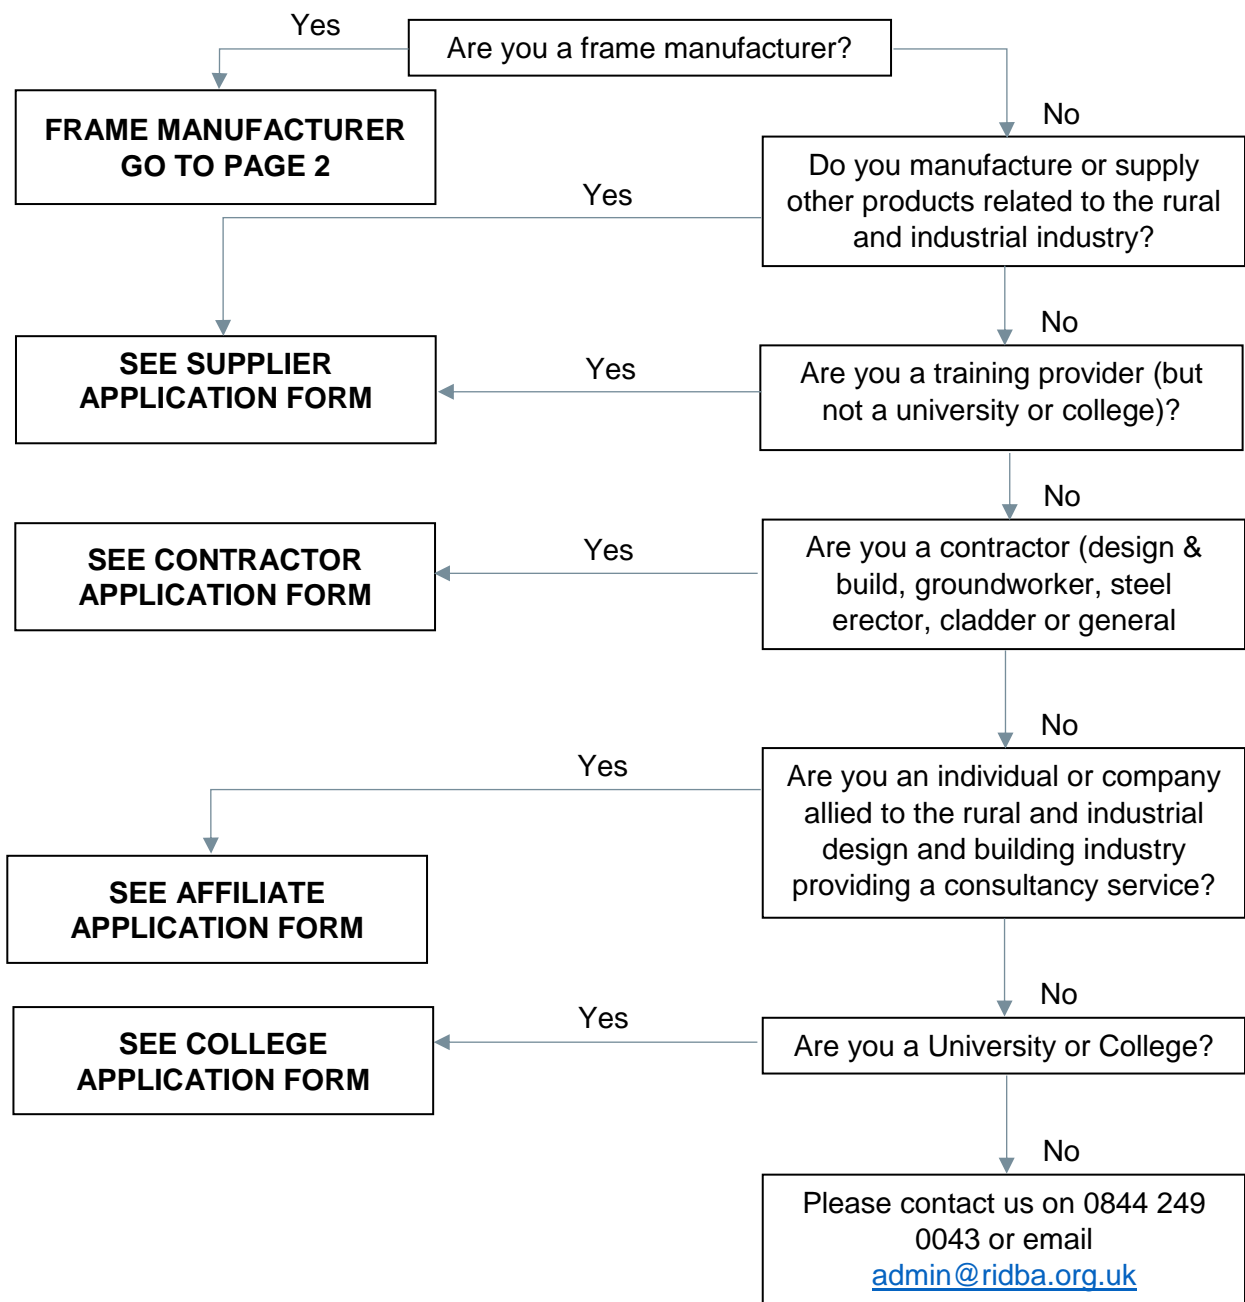 Yes
Are you a frame manufacturer?
FRAME MANUFACTURER
GO TO PAGE 2
No
Do you manufacture or supply
other products related to the rural
and industrial industry?
Yes
No
SEE SUPPLIER
APPLICATION FORM
Yes
Are you a training provider (but
not a university or college)?
No
SEE CONTRACTOR
APPLICATION FORM
Yes
Are you a contractor (design &
build, groundworker, steel
erector, cladder or general
No
Yes
Are you an individual or company
allied to the rural and industrial
design and building industry
providing a consultancy service?
SEE AFFILIATE
APPLICATION FORM
No
SEE COLLEGE
APPLICATION FORM
Yes
Are you a University or College?
No
Please contact us on 0844 249
0043 or email
admin@ridba.org.uk